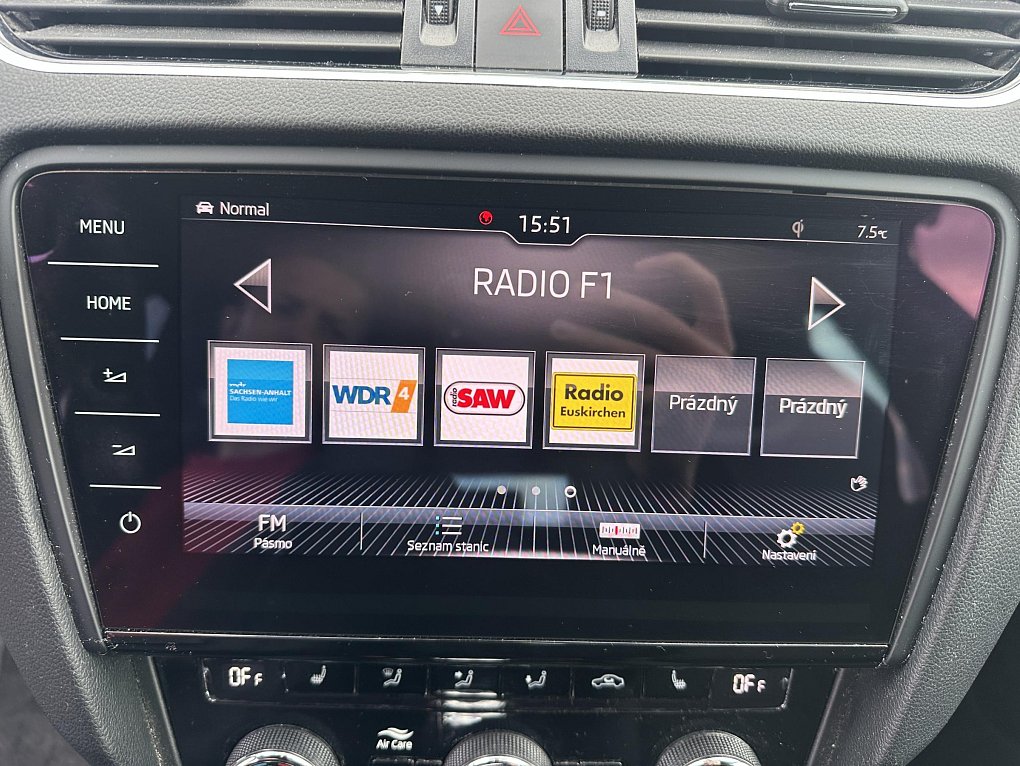 Normal
15:51
7.5°C
MENU
RADIO F1
HOME
mdr
SACHSEN-ANHALT
Das Radio wie wir
WDR 4
radio SAW
Radio
Euskirchen
Prázdný
Prázdný
FM
Pásmo
Seznam stanic
Manuálně
Nastavení
OFF
OFF
Air Care